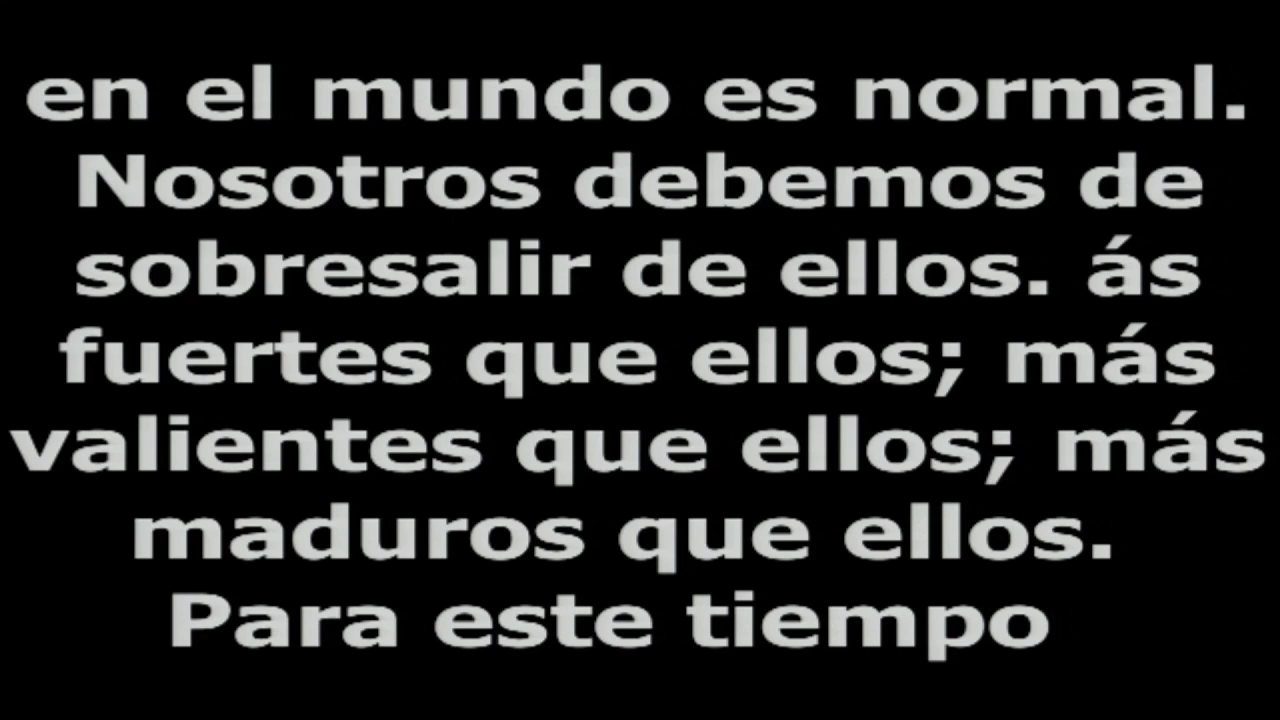 en el mundo es normal.
Nosotros debemos de
sobresalir de ellos. ás
fuertes que ellos; más
valientes que ellos; más
maduros que ellos.
Para este tiempo